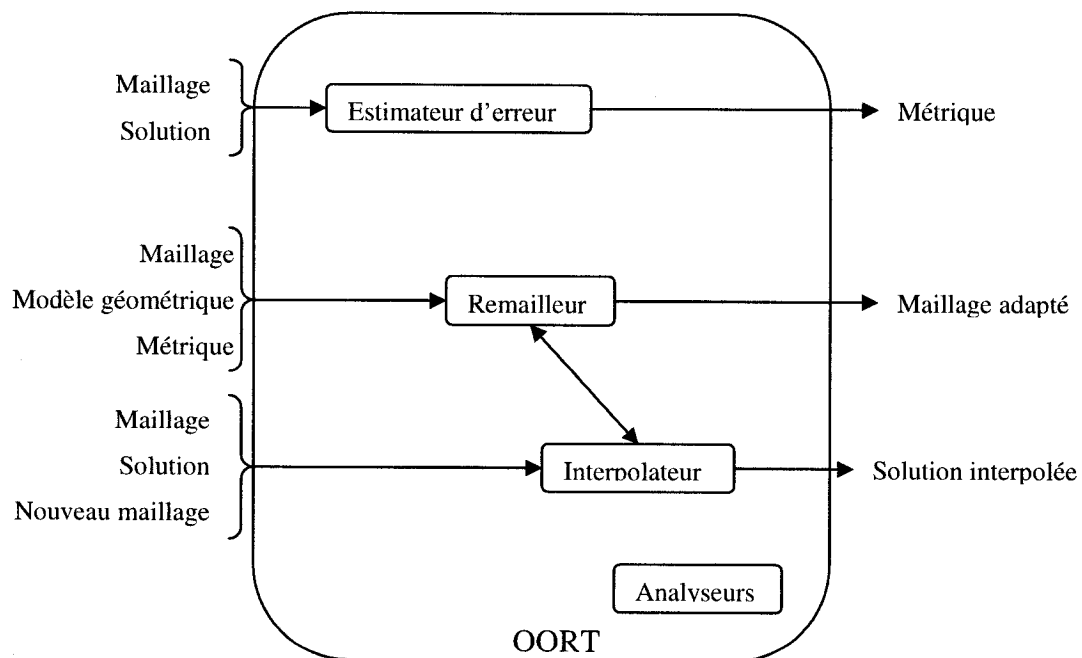 Maillage
Solution
Estimateur d'erreur
Métrique
Maillage
Modèle géométrique
Métrique
Remailleur
Maillage adapté
Maillage
Solution
Nouveau maillage
Interpolateur
Solution interpolée
Analyseurs
OORT